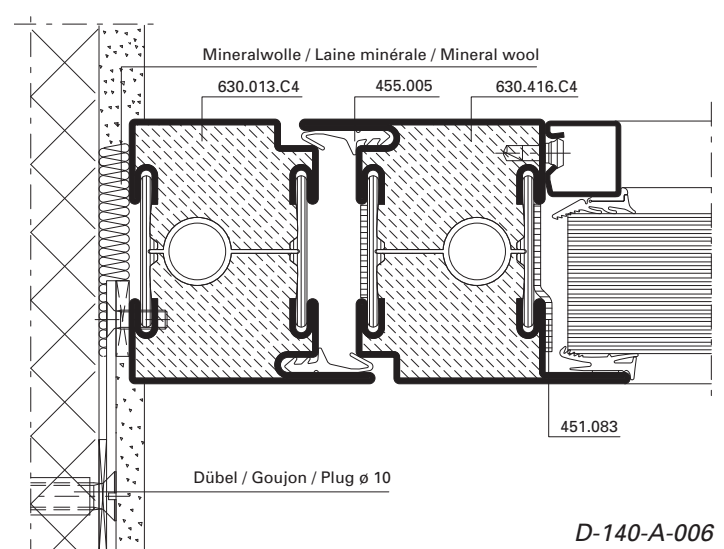 Mineralwolle / Laine minérale / Mineral wool
630.013.C4
455.005
630.416.C4
451.083
Dübel / Goujon / Plug ø 10
D-140-A-006